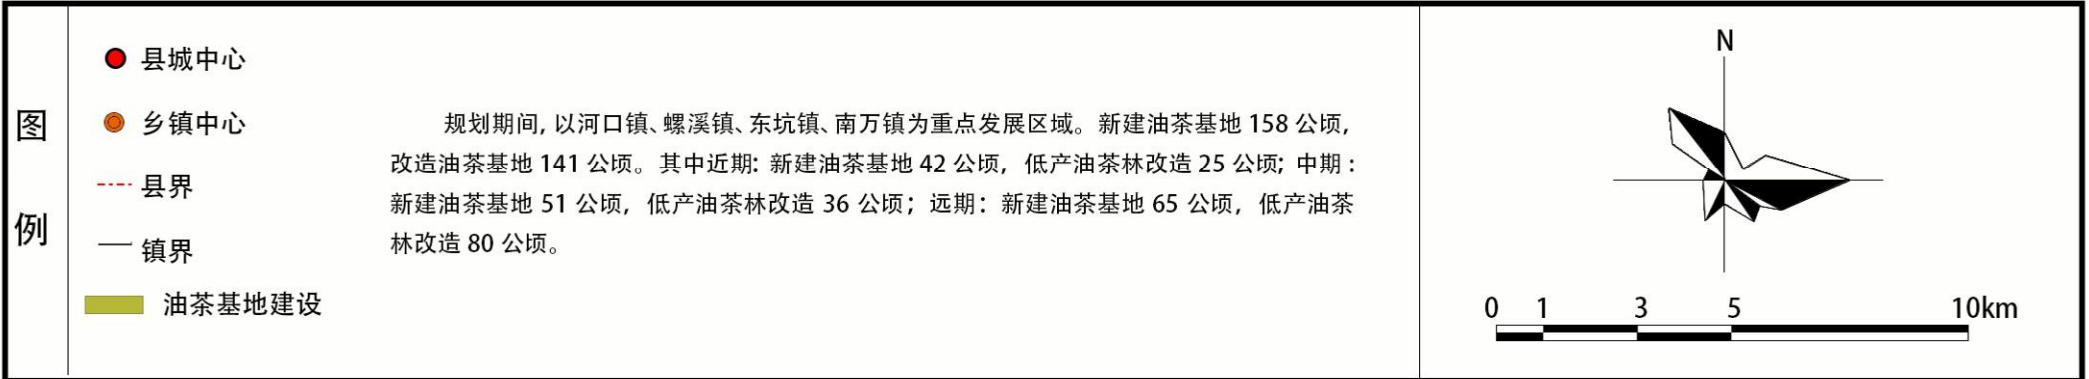 图
例
县城中心
乡镇中心
县界
镇界
油茶基地建设
规划期间,以河口镇、螺溪镇、东坑镇、南万镇为重点发展区域。新建油茶基地 158 公顷,
改造油茶基地 141 公顷。其中近期:新建油茶基地 42 公顷,低产油茶林改造 25 公顷;中期:
新建油茶基地 51 公顷,低产油茶林改造 36 公顷;远期:新建油茶基地 65 公顷,低产油茶
林改造 80 公顷。
N
0 1 3 5 10km